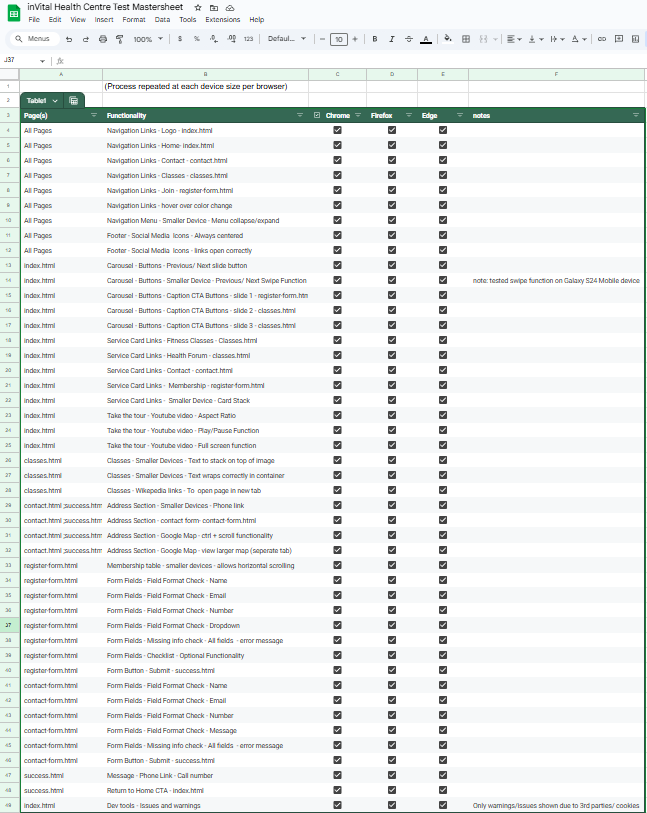 inVital Health Centre Test Mastersheet
File Edit View Insert Format Data Tools Extensions Help
Menus 100% $ % .0 .00 123 Defaul... - 10 + B I A
J37 fx
A B C D E F
1 (Process repeated at each device size per browser)
2 Table1
3 Page(s) Functionality Chrome Firefox Edge notes
4 All Pages Navigation Links - Logo - index.html
5 All Pages Navigation Links - Home- index.html
6 All Pages Navigation Links - Contact - contact.html
7 All Pages Navigation Links - Classes - classes.html
8 All Pages Navigation Links - Join - register-form.html
9 All Pages Navigation Links - hover over color change
10 All Pages Navigation Menu - Smaller Device - Menu collapse/expand
11 All Pages Footer - Social Media Icons - Always centered
12 All Pages Footer - Social Media Icons - links open correctly
13 index.html Carousel - Buttons - Previous/ Next slide button
14 index.html Carousel - Buttons - Smaller Device - Previous/ Next Swipe Function note: tested swipe function on Galaxy S24 Mobile device
15 index.html Carousel - Buttons - Caption CTA Buttons - slide 1 - register-form.htm
16 index.html Carousel - Buttons - Caption CTA Buttons - slide 2 - classes.html
17 index.html Carousel - Buttons - Caption CTA Buttons - slide 3 - classes.html
18 index.html Service Card Links - Fitness Classes - Classes.html
19 index.html Service Card Links - Health Forum - classes.html
20 index.html Service Card Links - Contact - contact.html
21 index.html Service Card Links - Membership - register-form.html
22 index.html Service Card Links - Smaller Device - Card Stack
23 index.html Take the tour - Youtube video - Aspect Ratio
24 index.html Take the tour - Youtube video - Play/Pause Function
25 index.html Take the tour - Youtube video - Full screen function
26 classes.html Classes - Smaller Devices - Text to stack on top of image
27 classes.html Classes - Smaller Devices - Text wraps correctly in container
28 classes.html Classes - Wikepedia links - To open page in new tab
29 contact.html ;success.htm Address Section - Smaller Devices - Phone link
30 contact.html ;success.htm Address Section - contact form- contact-form.html
31 contact.html ;success.htm Address Section - Google Map - ctrl + scroll functionality
32 contact.html ;success.htm Address Section - Google Map - view larger map (seperate tab)
33 register-form.html Membership table - smaller devices - allows horizontal scrolling
34 register-form.html Form Fields - Field Format Check - Name
35 register-form.html Form Fields - Field Format Check - Email
36 register-form.html Form Fields - Field Format Check - Number
37 register-form.html Form Fields - Field Format Check - Dropdown
38 register-form.html Form Fields - Missing info check - All fields - error message
39 register-form.html Form Fields - Checklist - Optional Functionality
40 register-form.html Form Button - Submit - success.html
41 contact-form.html Form Fields - Field Format Check - Name
42 contact-form.html Form Fields - Field Format Check - Email
43 contact-form.html Form Fields - Field Format Check - Number
44 contact-form.html Form Fields - Field Format Check - Message
45 contact-form.html Form Fields - Missing info check - All fields - error message
46 contact-form.html Form Button - Submit - success.html
47 success.html Message - Phone Link - Call number
48 success.html Return to Home CTA - index.html
49 index.html Dev tools - Issues and warnings Only warnings/issues shown due to 3rd parties/ cookies